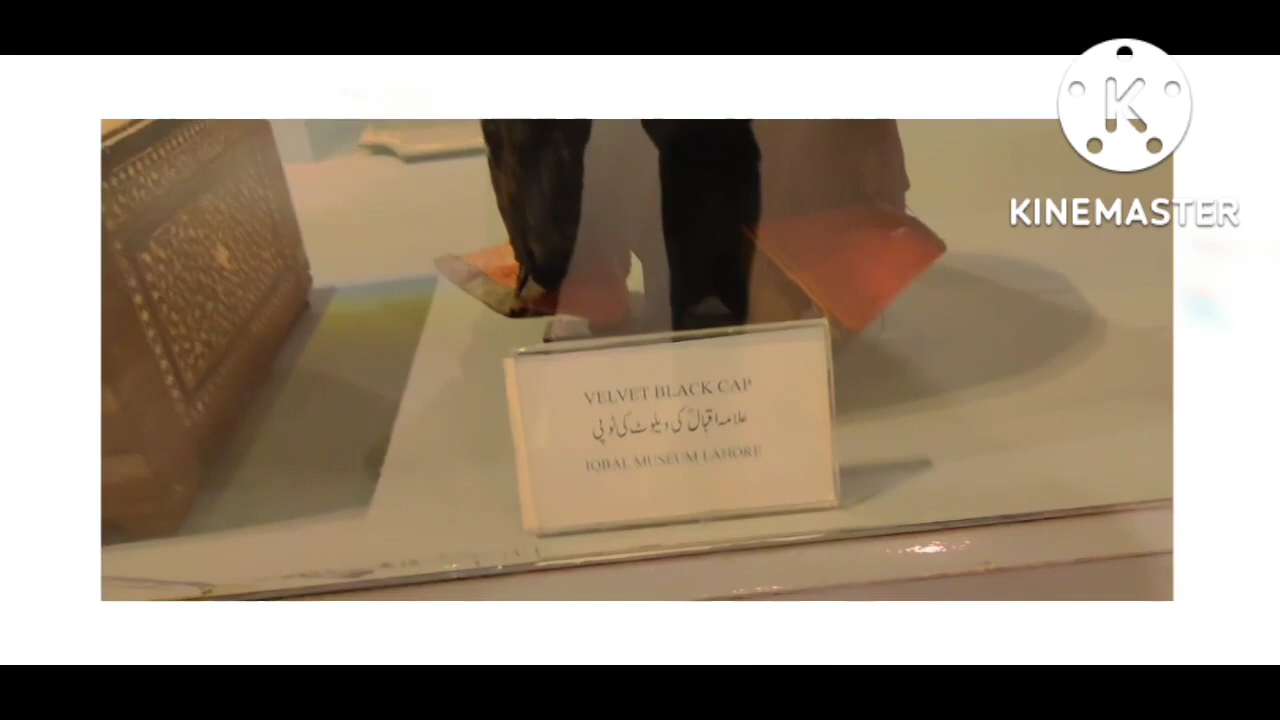 KINEMASTER
VELVET BLACK CAP
علامہ اقبالؒ کی ویلوٹ کی ٹوپی
IQBAL MUSEUM LAHORE